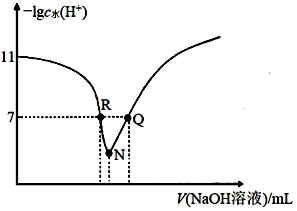 −lgc水(H⁺)
11
7
R
Q
N
V(NaOH溶液)/mL